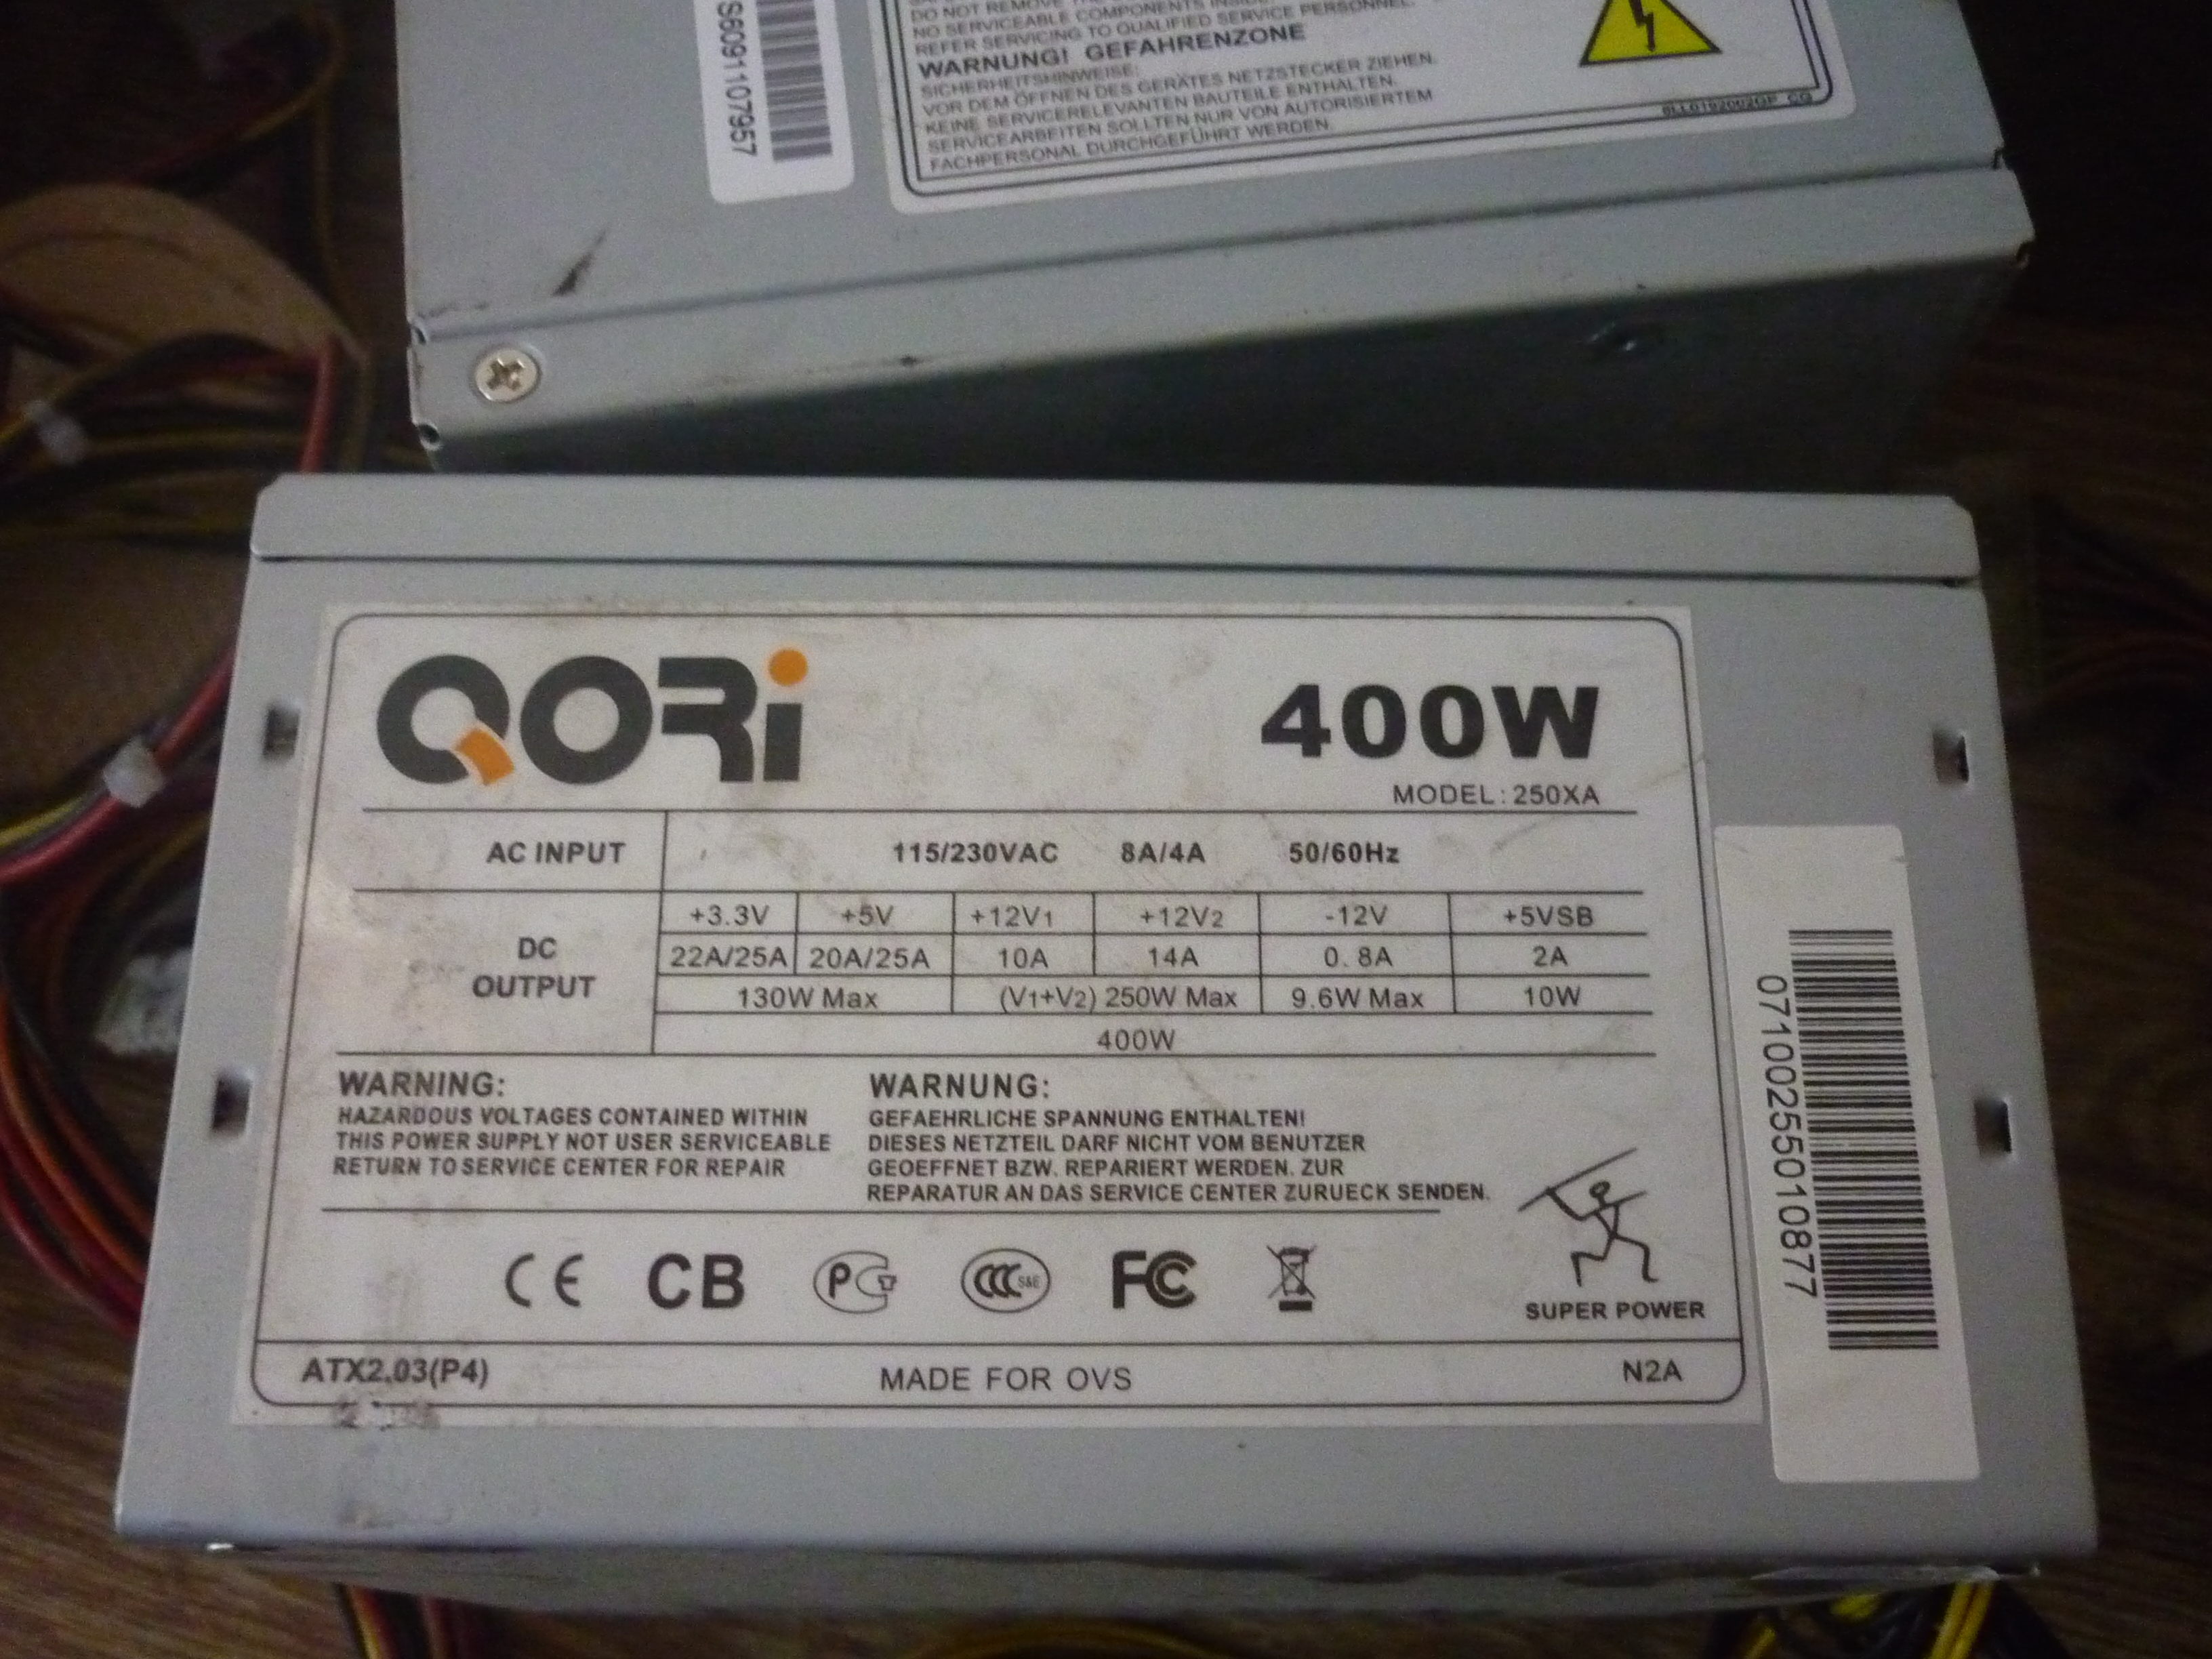 S6091107957
DO NOT REMOVE
NO SERVICEABLE COMPONENTS INSIDE
REFER SERVICING TO QUALIFIED SERVICE PERSONNEL.
WARNUNG! GEFAHRENZONE
SICHERHEITSHINWEISE:
VOR DEM ÖFFNEN DES GERÄTES NETZSTECKER ZIEHEN.
KEINE SERVICERELEVANTEN BAUTEILE ENTHALTEN.
SERVICEARBEITEN SOLLTEN NUR VON AUTORISIERTEM
FACHPERSONAL DURCHGEFÜHRT WERDEN.
QORi
400W
MODEL: 250XA
AC INPUT 115/230VAC 8A/4A 50/60Hz
DC OUTPUT
+3.3V +5V +12V1 +12V2 -12V +5VSB
22A/25A 20A/25A 10A 14A 0.8A 2A
130W Max (V1+V2) 250W Max 9.6W Max 10W
400W
WARNING:
HAZARDOUS VOLTAGES CONTAINED WITHIN
THIS POWER SUPPLY NOT USER SERVICEABLE
RETURN TO SERVICE CENTER FOR REPAIR
WARNUNG:
GEFAEHRLICHE SPANNUNG ENTHALTEN!
DIESES NETZTEIL DARF NICHT VOM BENUTZER
GEOEFFNET BZW. REPARIERT WERDEN. ZUR
REPARATUR AN DAS SERVICE CENTER ZURUECK SENDEN.
CE CB PG CCC S&E FC
SUPER POWER
ATX2.03(P4) MADE FOR OVS N2A
0710025501087​7